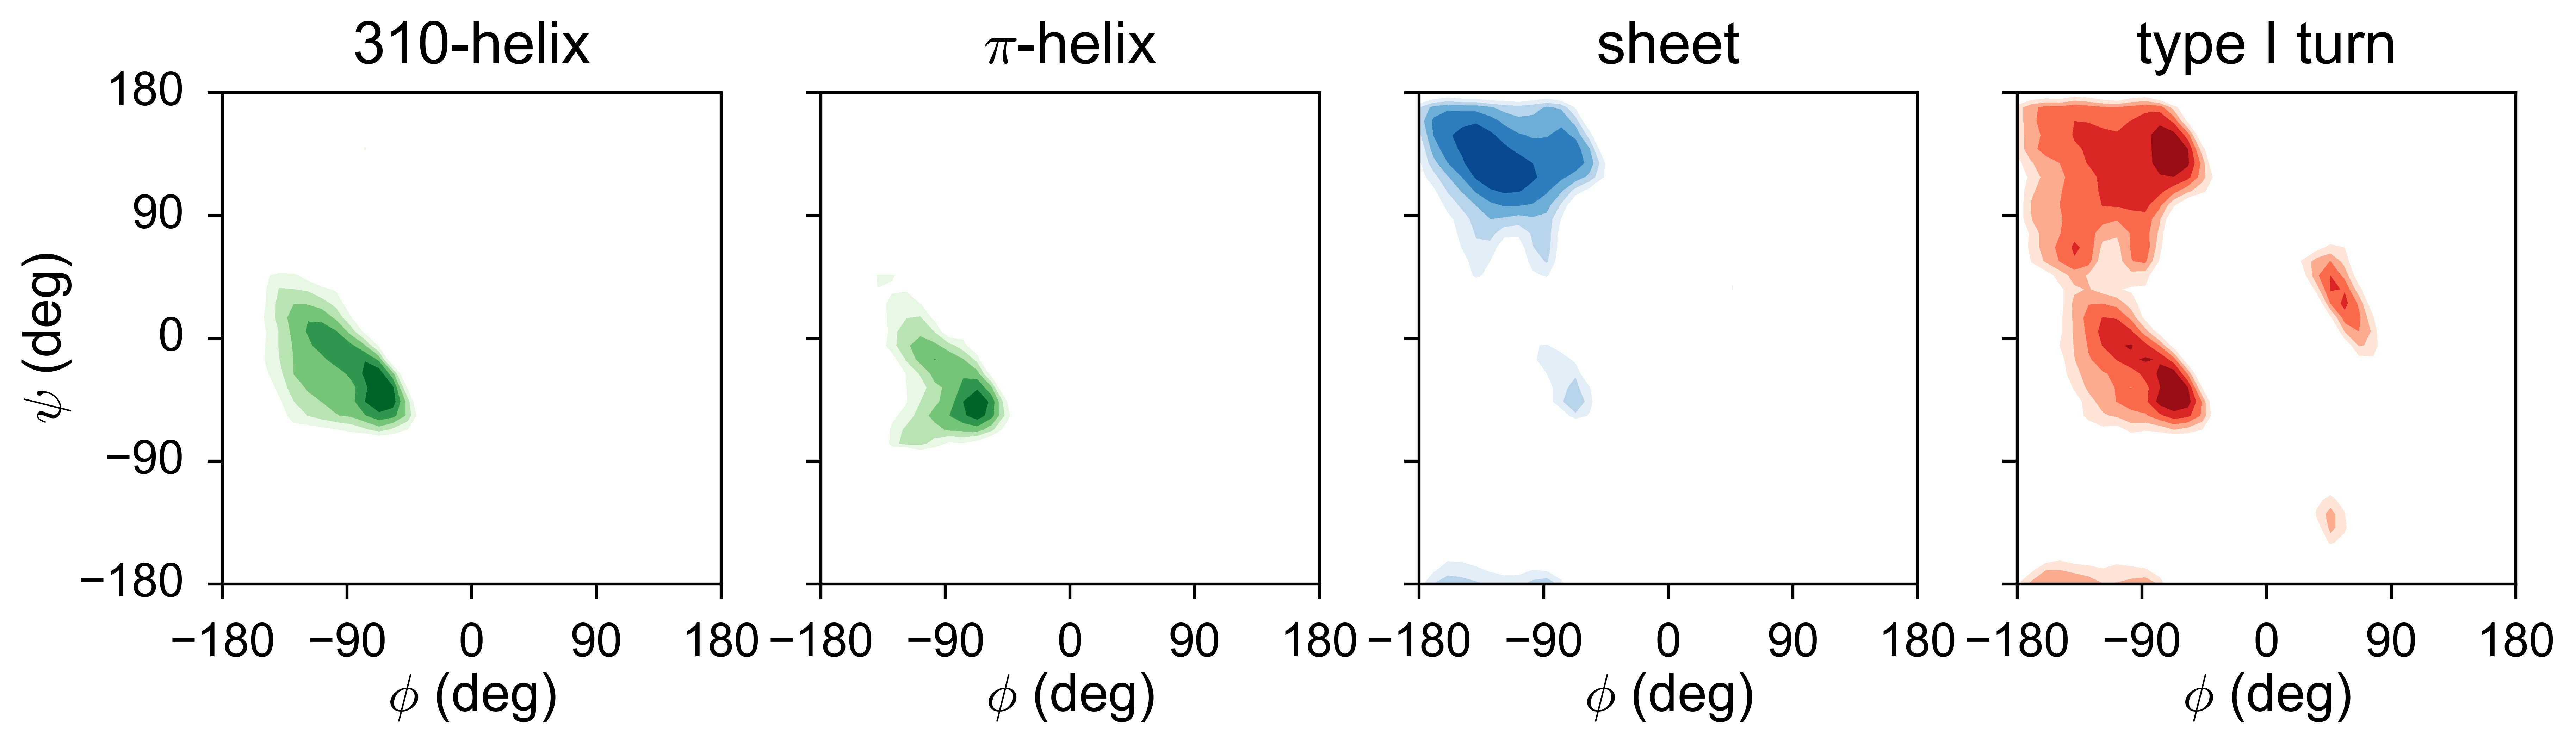 310-helix π-helix sheet type I turn
180
90
0
−90
−180
ψ (deg)
−180 −90 0 90 180 −180 −90 0 90 180 −180 −90 0 90 180 −180 −90 0 90 180
ϕ (deg) ϕ (deg) ϕ (deg) ϕ (deg)